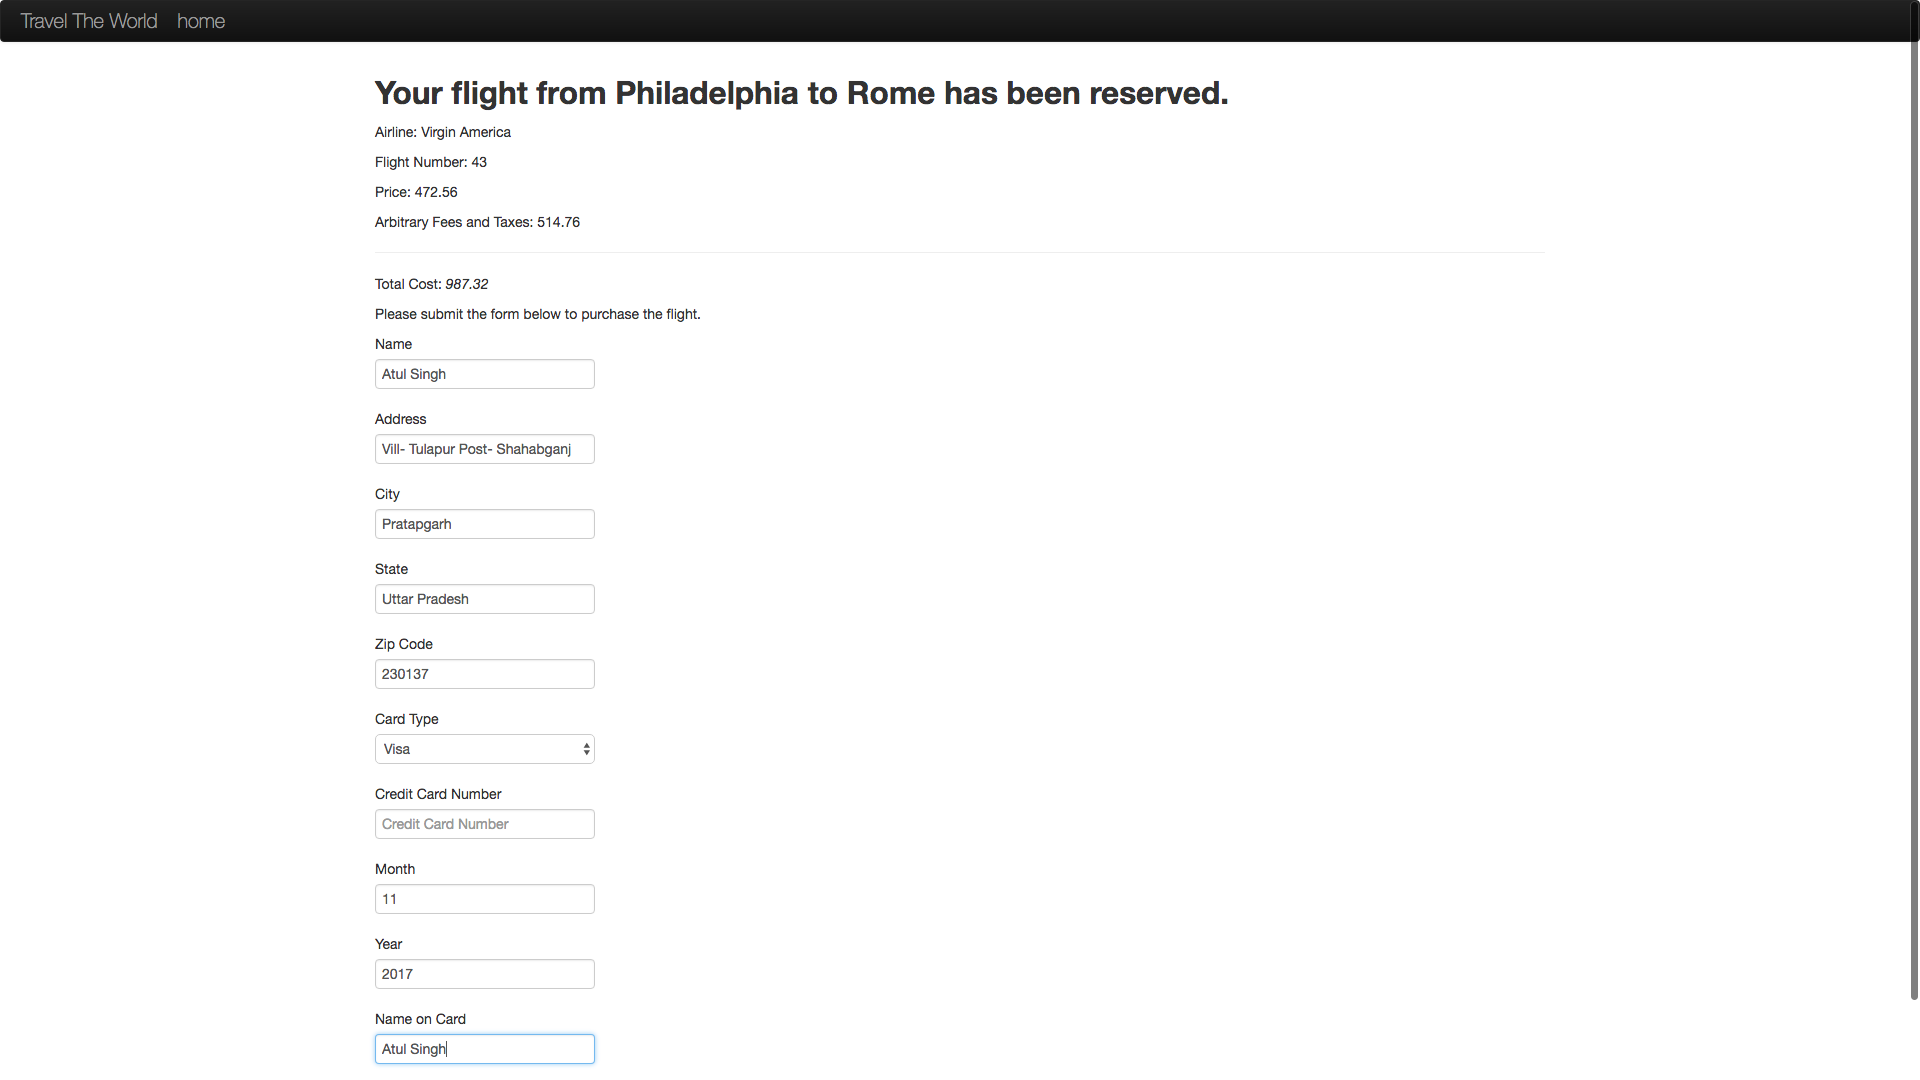 Travel The World home
Your flight from Philadelphia to Rome has been reserved.
Airline: Virgin America
Flight Number: 43
Price: 472.56
Arbitrary Fees and Taxes: 514.76
Total Cost: 987.32
Please submit the form below to purchase the flight.
Name
Atul Singh
Address
Vill- Tulapur Post- Shahabganj
City
Pratapgarh
State
Uttar Pradesh
Zip Code
230137
Card Type
Visa
Credit Card Number
Credit Card Number
Month
11
Year
2017
Name on Card
Atul Singh